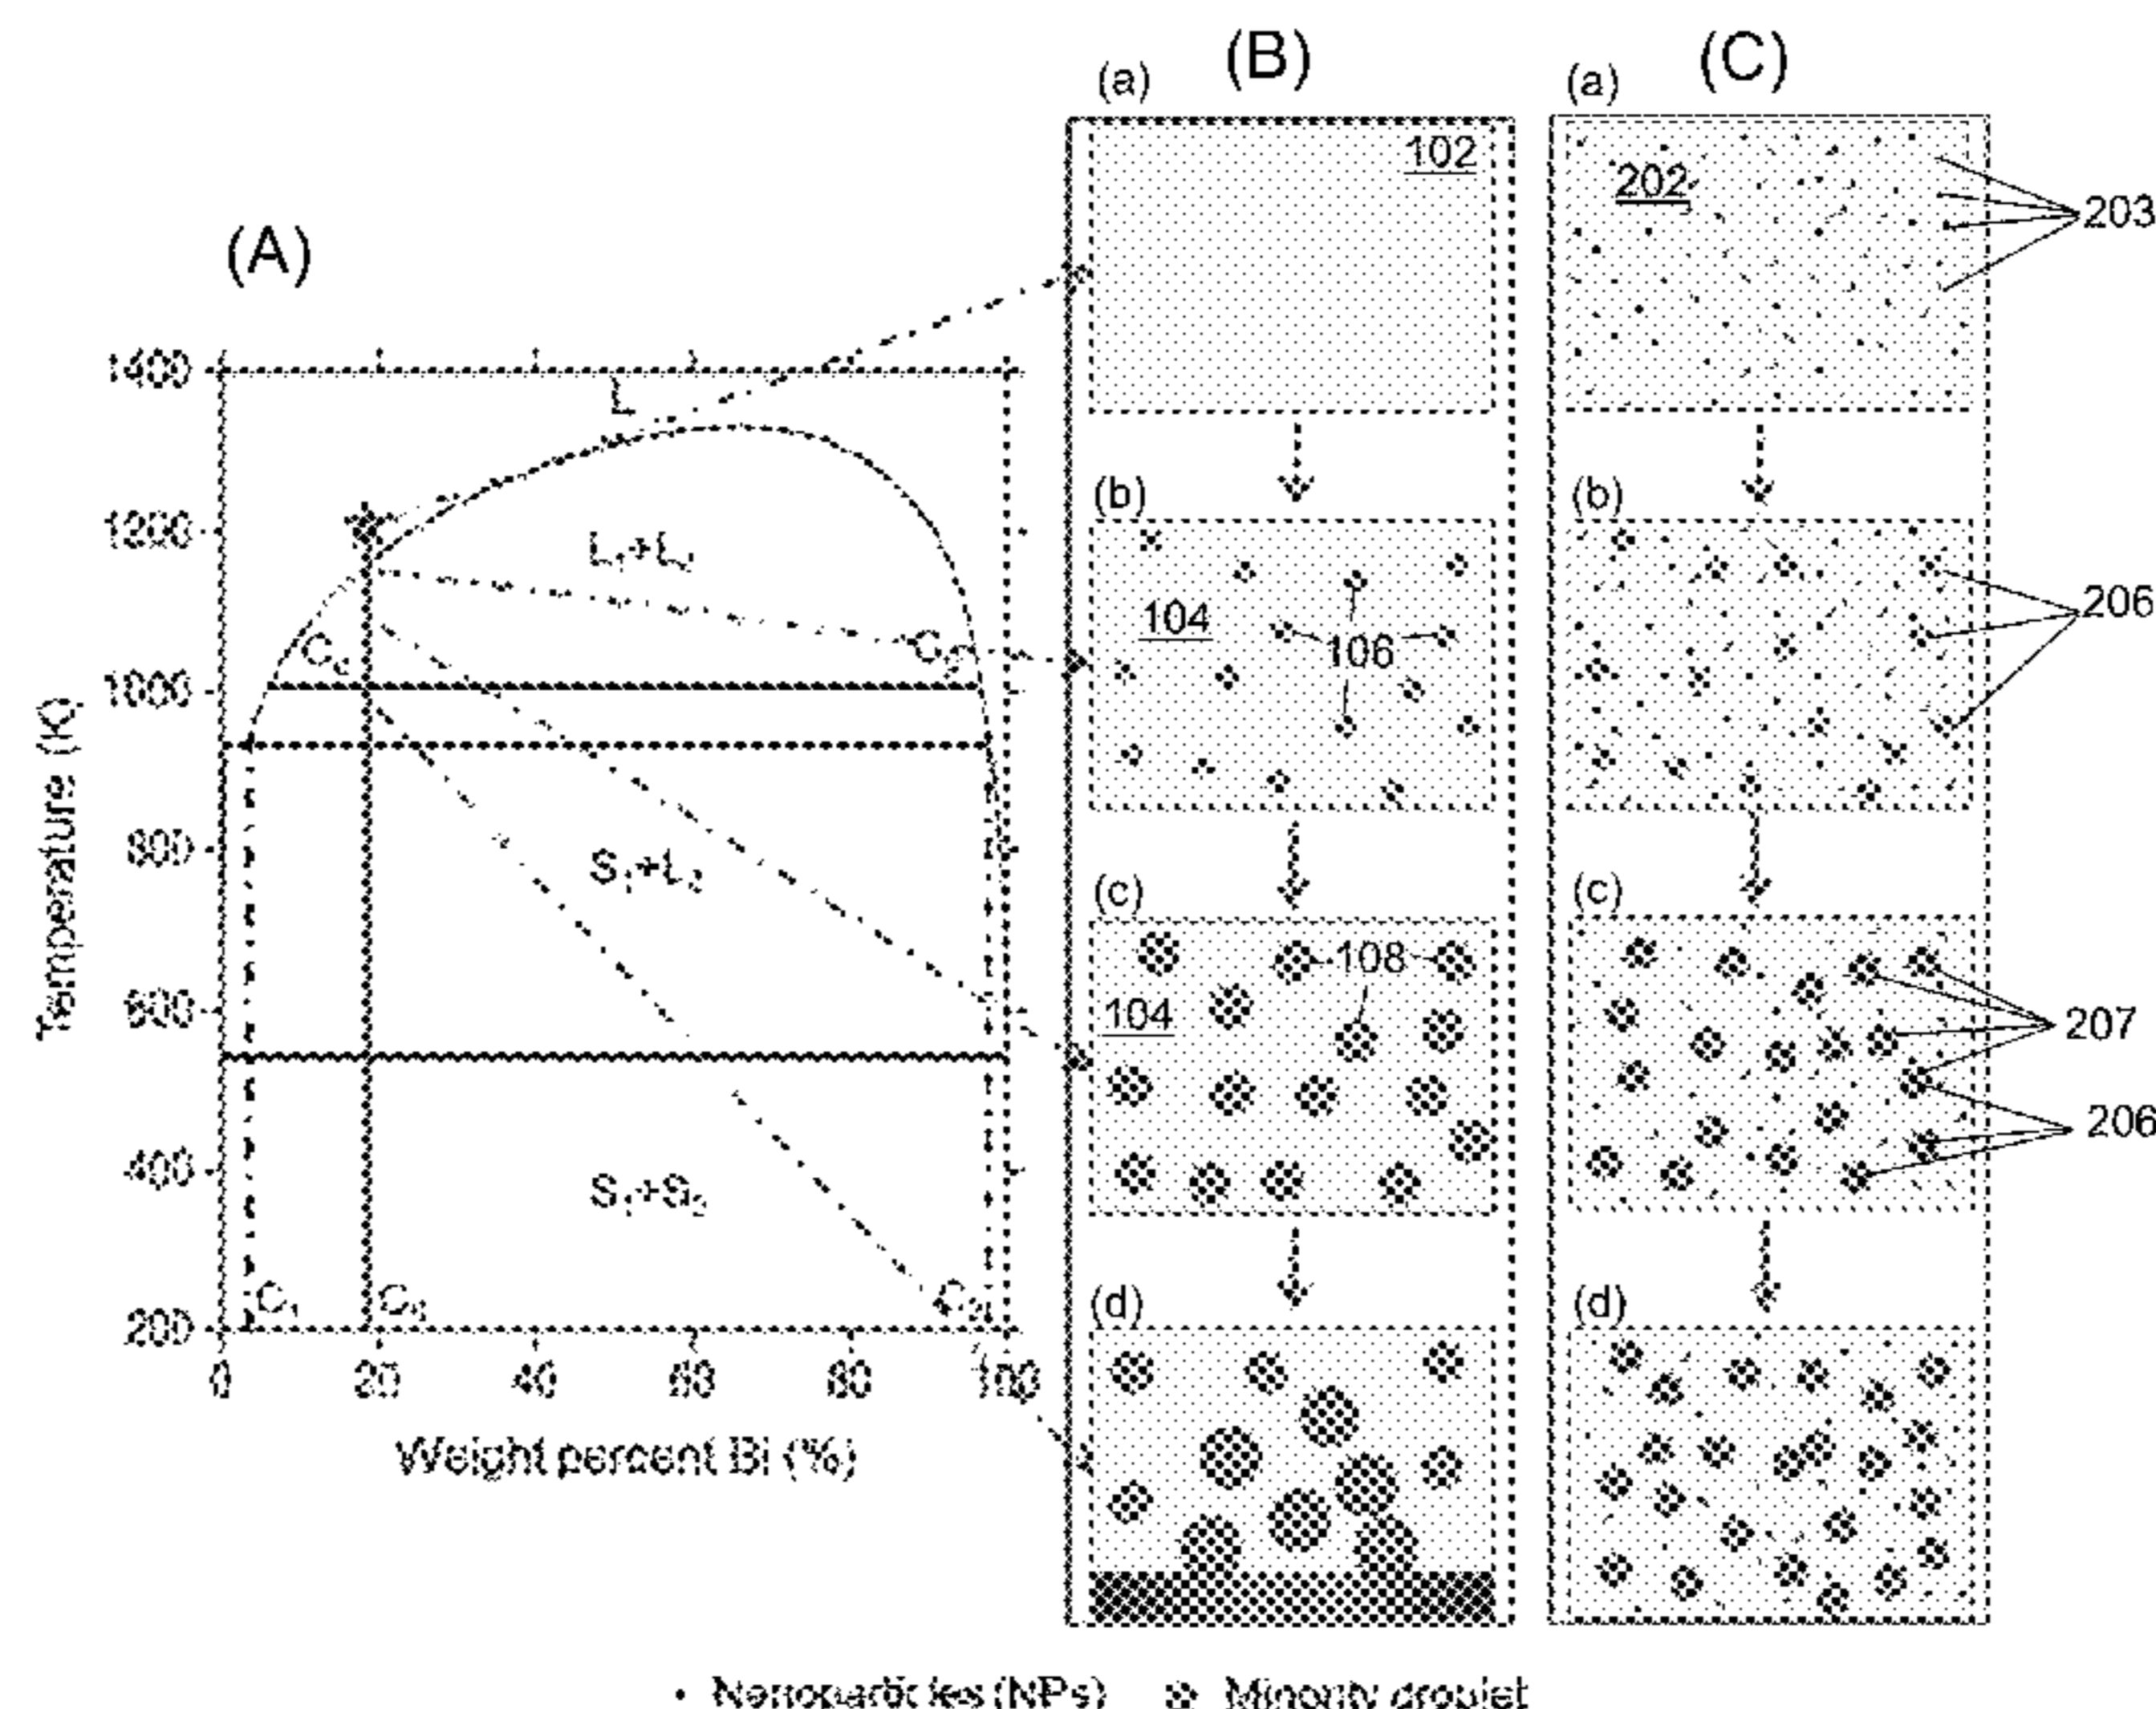 (A)
(B)
(C)
1400
1200
1000
800
600
400
200
0
20
40
60
80
100
Temperature (K)
Weight percent Bi (%)
L
L₁+L₂
S₁+L₂
S₁+S₂
C₁
C₀
(a)
102
(b)
104
106
(c)
108
104
(d)
(a)
202
203
(b)
206
(c)
207
206
(d)
Nanoparticles (NPs)
Minority droplet